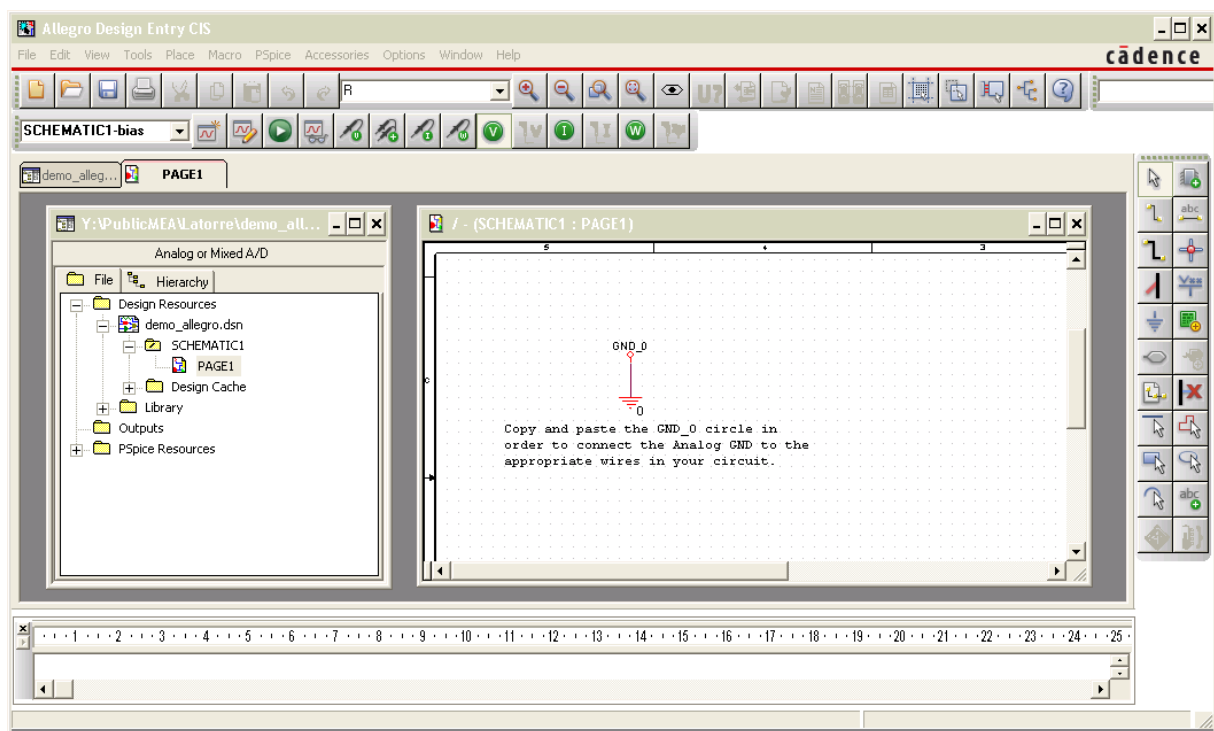 Allegro Design Entry CIS
File Edit View Tools Place Macro PSpice Accessories Options Window Help
cādence
R
U?
SCHEMATIC1-bias
V V I I W
demo_alleg...
PAGE1
abc
Y:\PublicMEA\Latorre\demo_all...
/ - (SCHEMATIC1 : PAGE1)
Analog or Mixed A/D
File
Hierarchy
5 4 3
Design Resources
demo_allegro.dsn
SCHEMATIC1
PAGE1
Design Cache
Library
Outputs
PSpice Resources
GND_0
C
0
Copy and paste the GND_0 circle in
order to connect the Analog GND to the
appropriate wires in your circuit.
abc
1 2 3 4 5 6 7 8 9 10 11 12 13 14 15 16 17 18 19 20 21 22 23 24 25